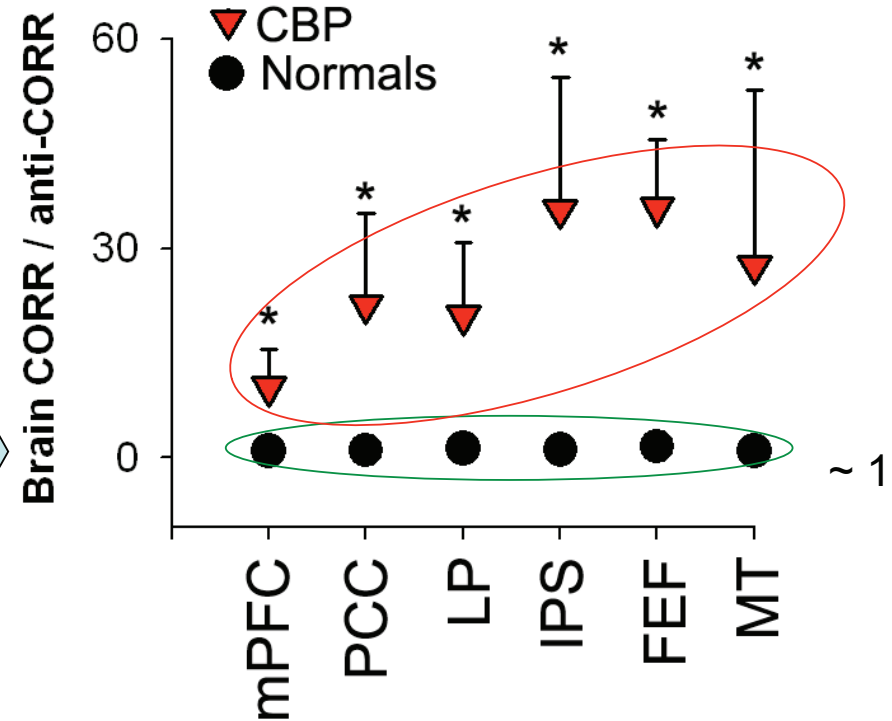 Brain CORR / anti-CORR
CBP
Normals
60
30
0
*
*
*
*
*
*
~ 1
mPFC
PCC
LP
IPS
FEF
MT